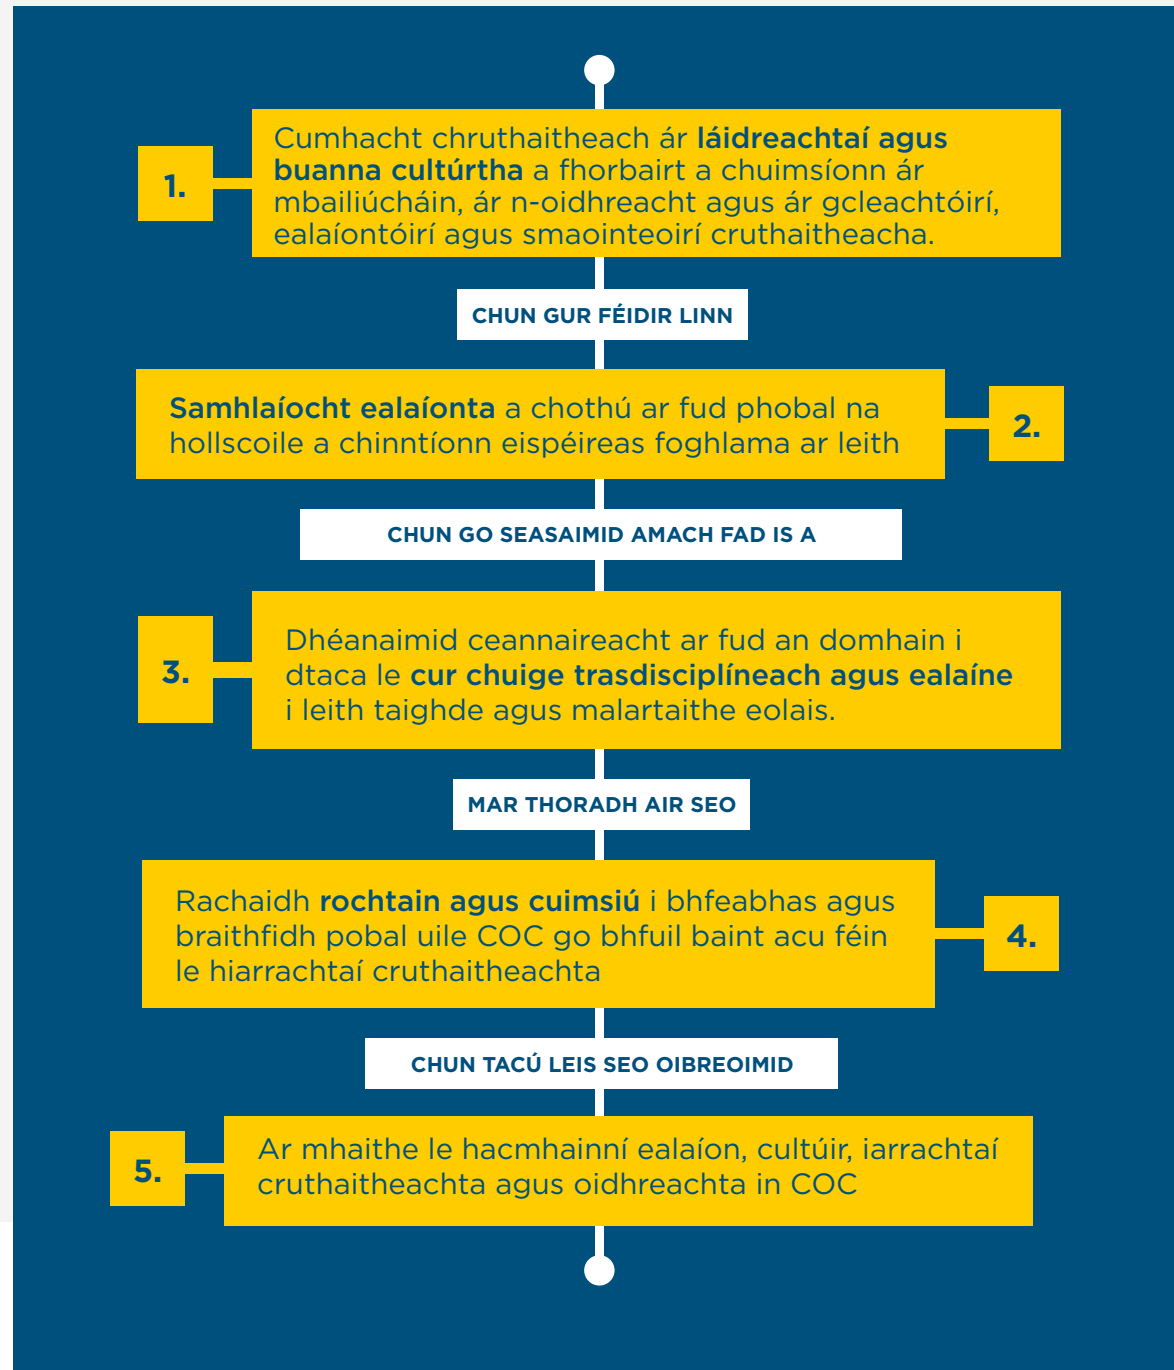 1.
Cumhacht chruthaitheach ár láidreachtaí agus
buanna cultúrtha a fhorbairt a chuimsíonn ár
mbailiúcháin, ár n-oidhreacht agus ár gcleachtóirí,
ealaíontóirí agus smaointeoirí cruthaitheacha.
CHUN GUR FÉIDIR LINN
Samhlaíocht ealaíonta a chothú ar fud phobal na
hollscoile a chinntíonn eispéireas foghlama ar leith
2.
CHUN GO SEASAIMID AMACH FAD IS A
3.
Dhéanaimid ceannaireacht ar fud an domhain i
dtaca le cur chuige trasdisciplíneach agus ealaíne
i leith taighde agus malartaithe eolais.
MAR THORADH AIR SEO
Rachaidh rochtain agus cuimsiú i bhfeabhas agus
braithfidh pobal uile COC go bhfuil baint acu féin
le hiarrachtaí cruthaitheachta
4.
CHUN TACÚ LEIS SEO OIBREOIMID
5.
Ar mhaithe le hacmhainní ealaíon, cultúir, iarrachtaí
cruthaitheachta agus oidhreachta in COC